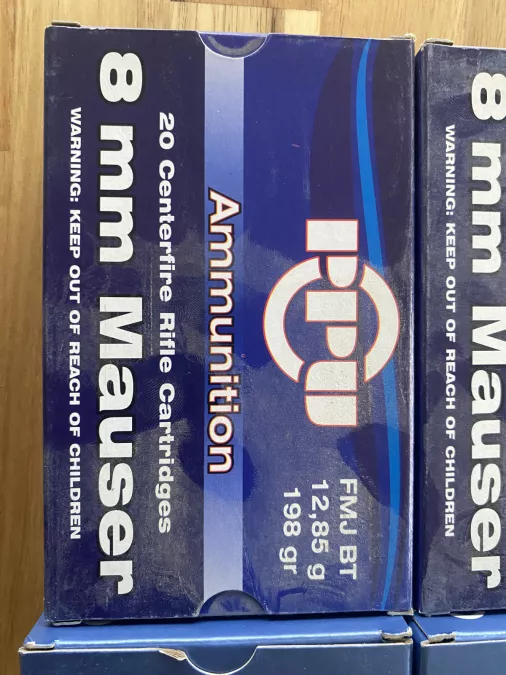 PPU
FMJ BT
12,85 g
198 gr
Ammunition
20 Centerfire Rifle Cartridges
8 mm Mauser
WARNING: KEEP OUT OF REACH OF CHILDREN
8 mm Mauser
WARNING: KEEP OUT OF REACH OF CHILDREN